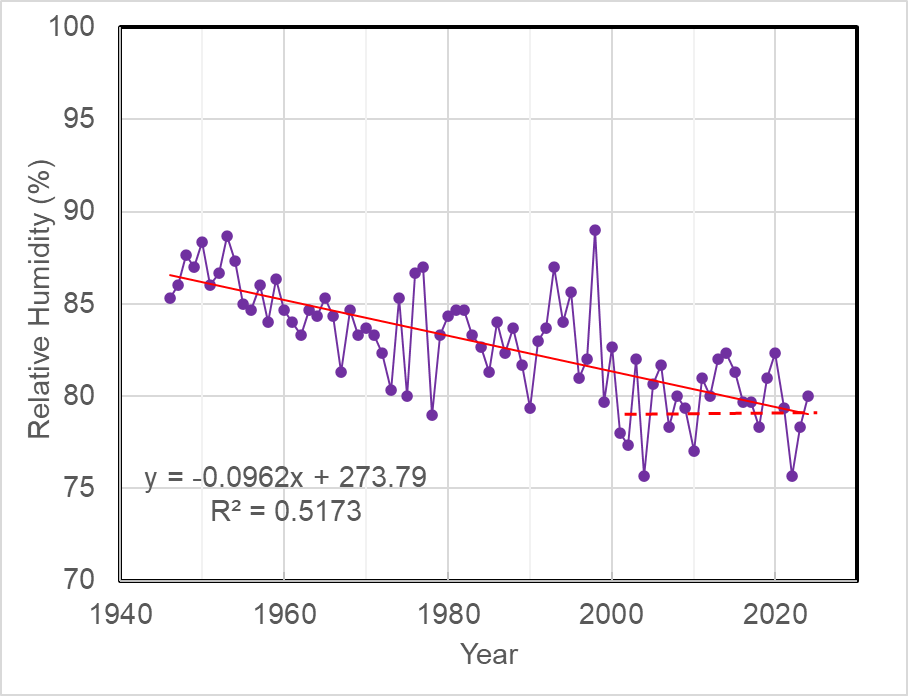 100
95
90
85
80
75
70
Relative Humidity (%)
y = -0.0962x + 273.79
R² = 0.5173
1940 1960 1980 2000 2020
Year